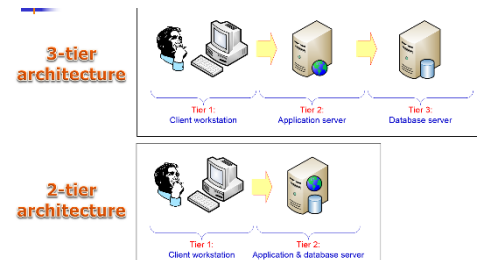 3-tier
architecture
Tier 1:
Client workstation
Tier 2:
Application server
Tier 3:
Database server
2-tier
architecture
Tier 1:
Client workstation
Tier 2:
Application & database server